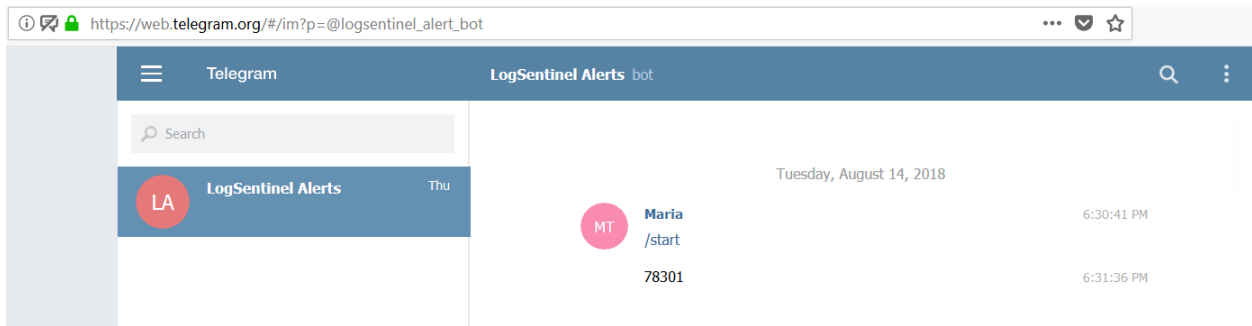 https://web.telegram.org/#/im?p=@logsentinel_alert_bot
Telegram
LogSentinel Alerts bot
Search
LA
LogSentinel Alerts
Thu
Tuesday, August 14, 2018
MT
Maria
6:30:41 PM
/start
78301
6:31:36 PM